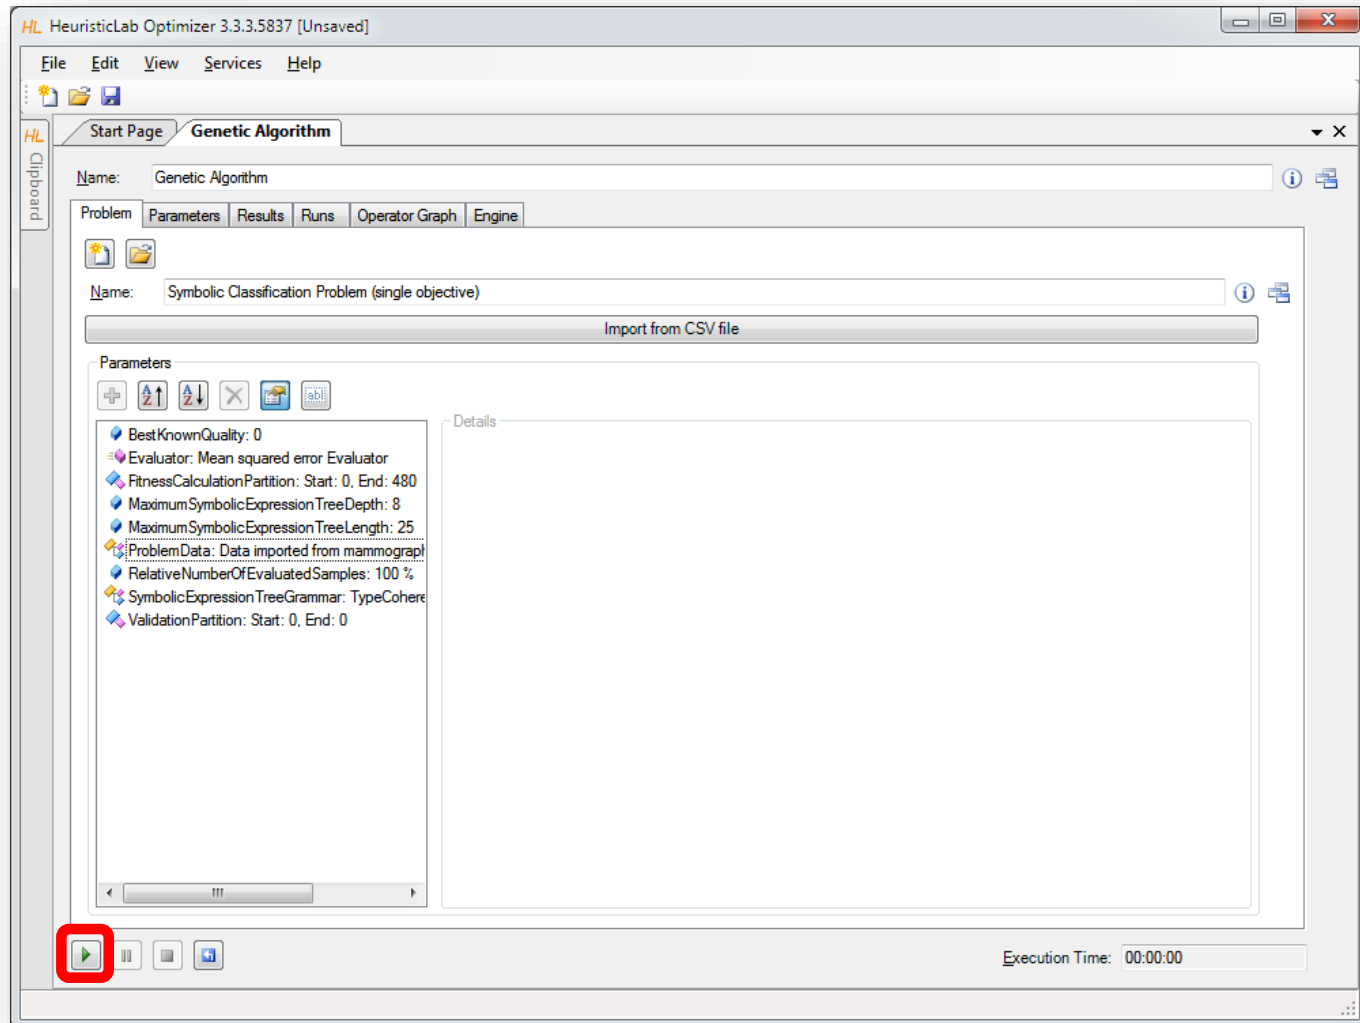 HL HeuristicLab Optimizer 3.3.3.5837 [Unsaved]
File Edit View Services Help
HL Clipboard
Start Page Genetic Algorithm
Name: Genetic Algorithm
Problem Parameters Results Runs Operator Graph Engine
Name: Symbolic Classification Problem (single objective)
Import from CSV file
Parameters
Details
BestKnownQuality: 0
Evaluator: Mean squared error Evaluator
FitnessCalculationPartition: Start: 0, End: 480
MaximumSymbolicExpressionTreeDepth: 8
MaximumSymbolicExpressionTreeLength: 25
ProblemData: Data imported from mammograph
RelativeNumberOfEvaluatedSamples: 100 %
SymbolicExpressionTreeGrammar: TypeCohere
ValidationPartition: Start: 0, End: 0
Execution Time: 00:00:00